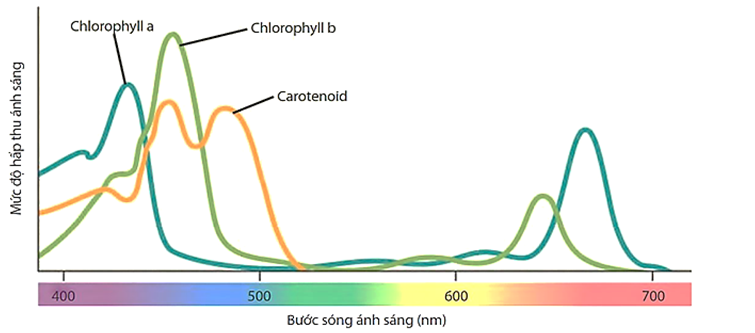 Chlorophyll a
Chlorophyll b
Carotenoid
Mức độ hấp thu ánh sáng
400 500 600 700
Bước sóng ánh sáng (nm)